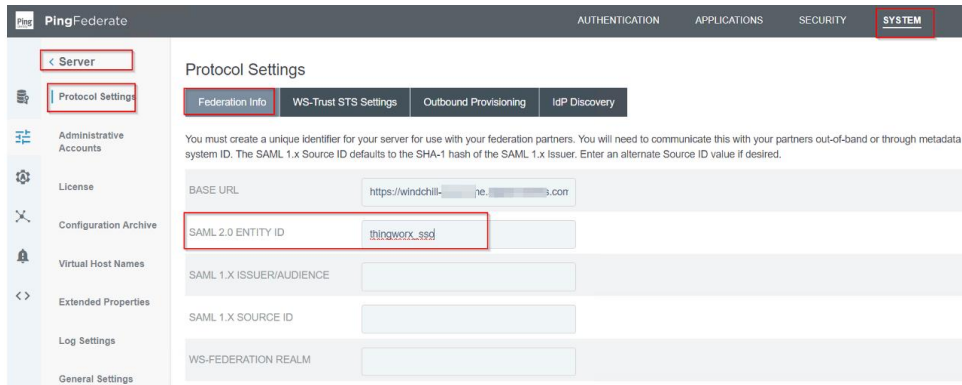 Ping
PingFederate
AUTHENTICATION
APPLICATIONS
SECURITY
SYSTEM
< Server
Protocol Settings
Administrative
Accounts
License
Configuration Archive
Virtual Host Names
Extended Properties
Log Settings
General Settings
Protocol Settings
Federation Info
WS-Trust STS Settings
Outbound Provisioning
IdP Discovery
You must create a unique identifier for your server for use with your federation partners. You will need to communicate this with your partners out-of-band or through metadata
system ID. The SAML 1.x Source ID defaults to the SHA-1 hash of the SAML 1.x Issuer. Enter an alternate Source ID value if desired.
BASE URL
https://windchill-
SAML 2.0 ENTITY ID
thingworx_sso
SAML 1.X ISSUER/AUDIENCE
SAML 1.X SOURCE ID
WS-FEDERATION REALM